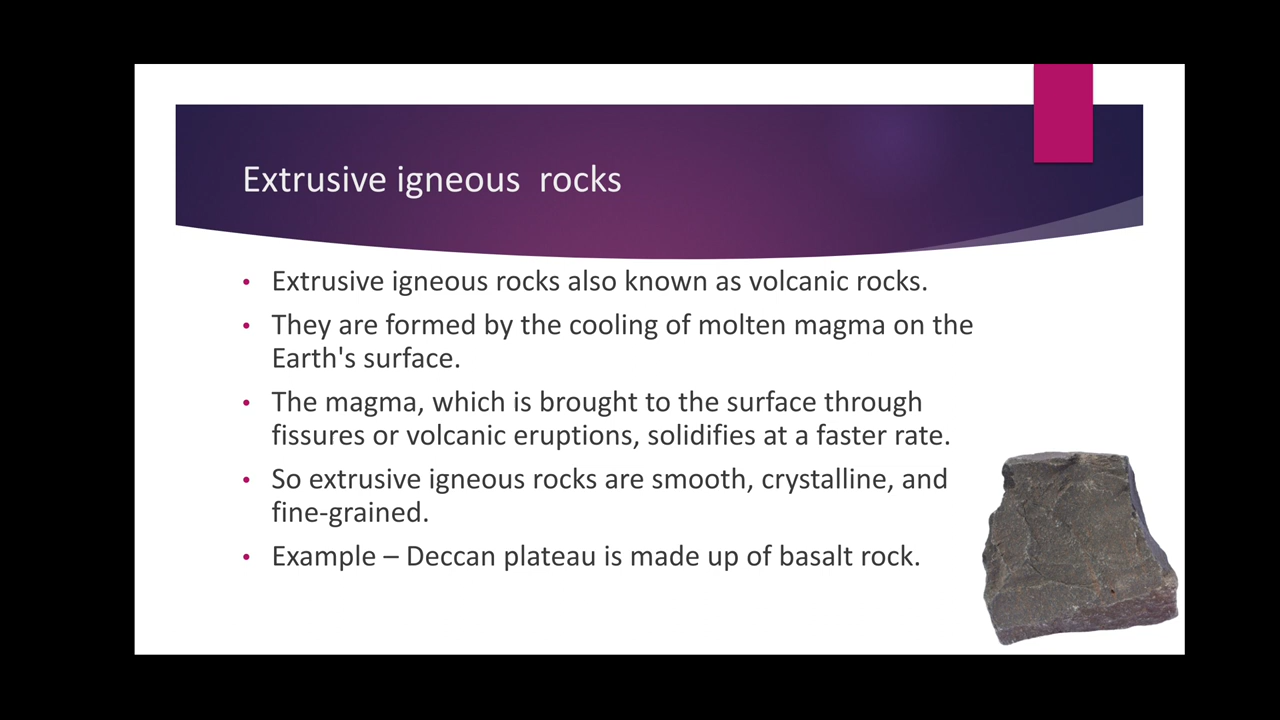 Extrusive igneous  rocks
• Extrusive igneous rocks also known as volcanic rocks.
• They are formed by the cooling of molten magma on the
Earth's surface.
• The magma, which is brought to the surface through
fissures or volcanic eruptions, solidifies at a faster rate.
• So extrusive igneous rocks are smooth, crystalline, and
fine-grained.
• Example – Deccan plateau is made up of basalt rock.